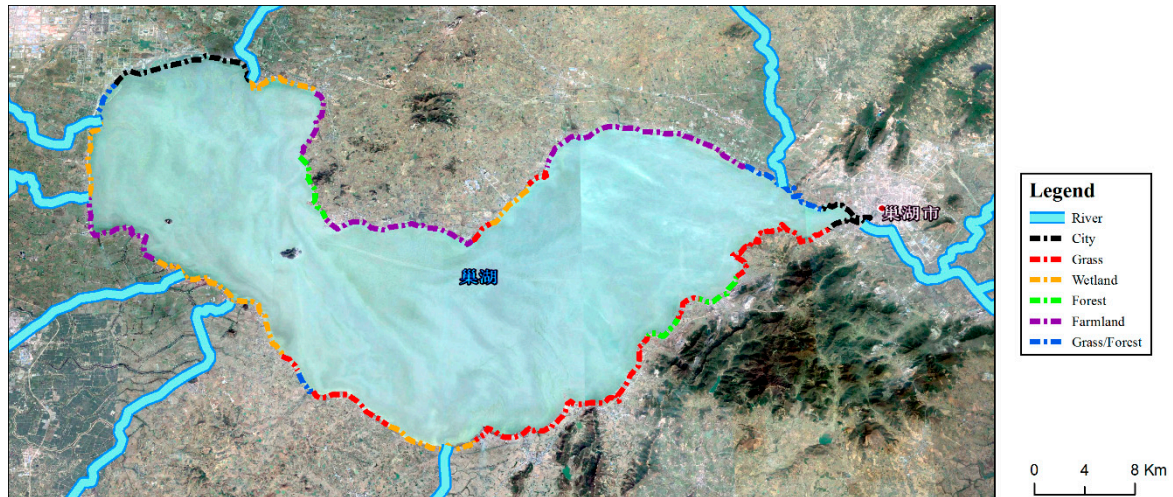 巢湖市
巢湖
Legend
River
City
Grass
Wetland
Forest
Farmland
Grass/Forest
0 4 8 Km